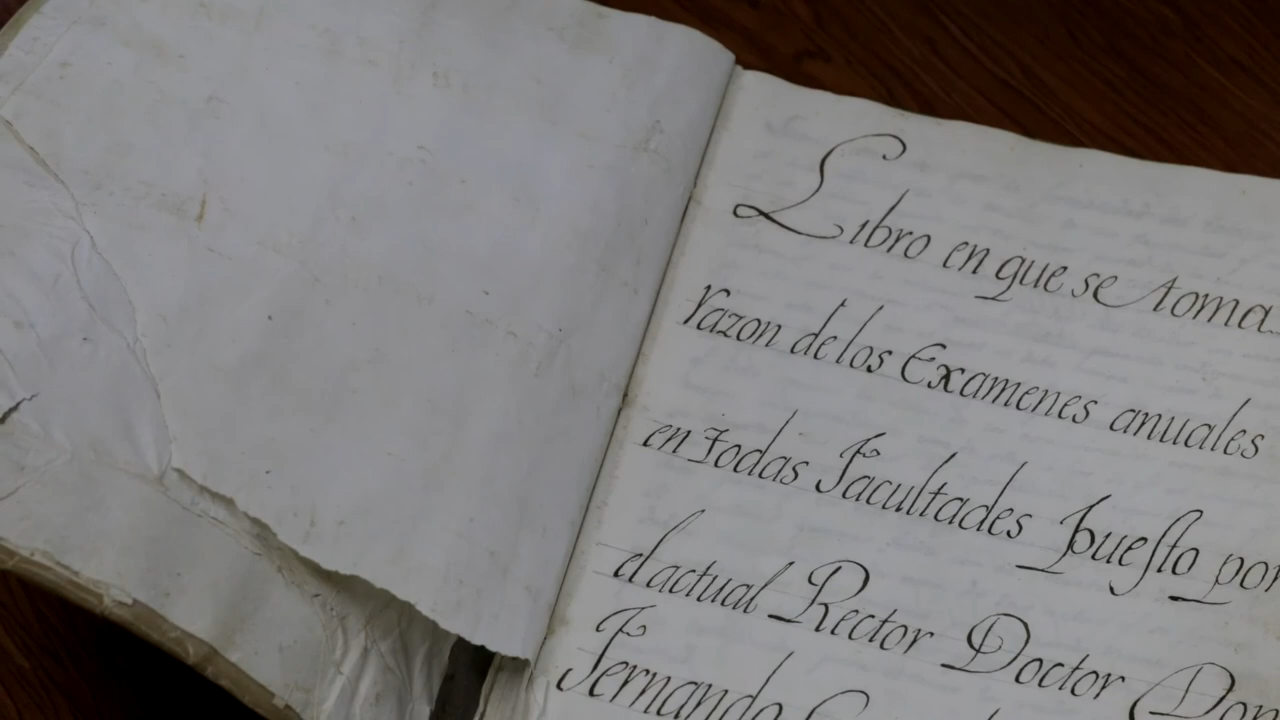 Libro en que se toma
razon de los Examenes anuales
en todas Facultades puesto por
el actual Rector Doctor Don
Fernando